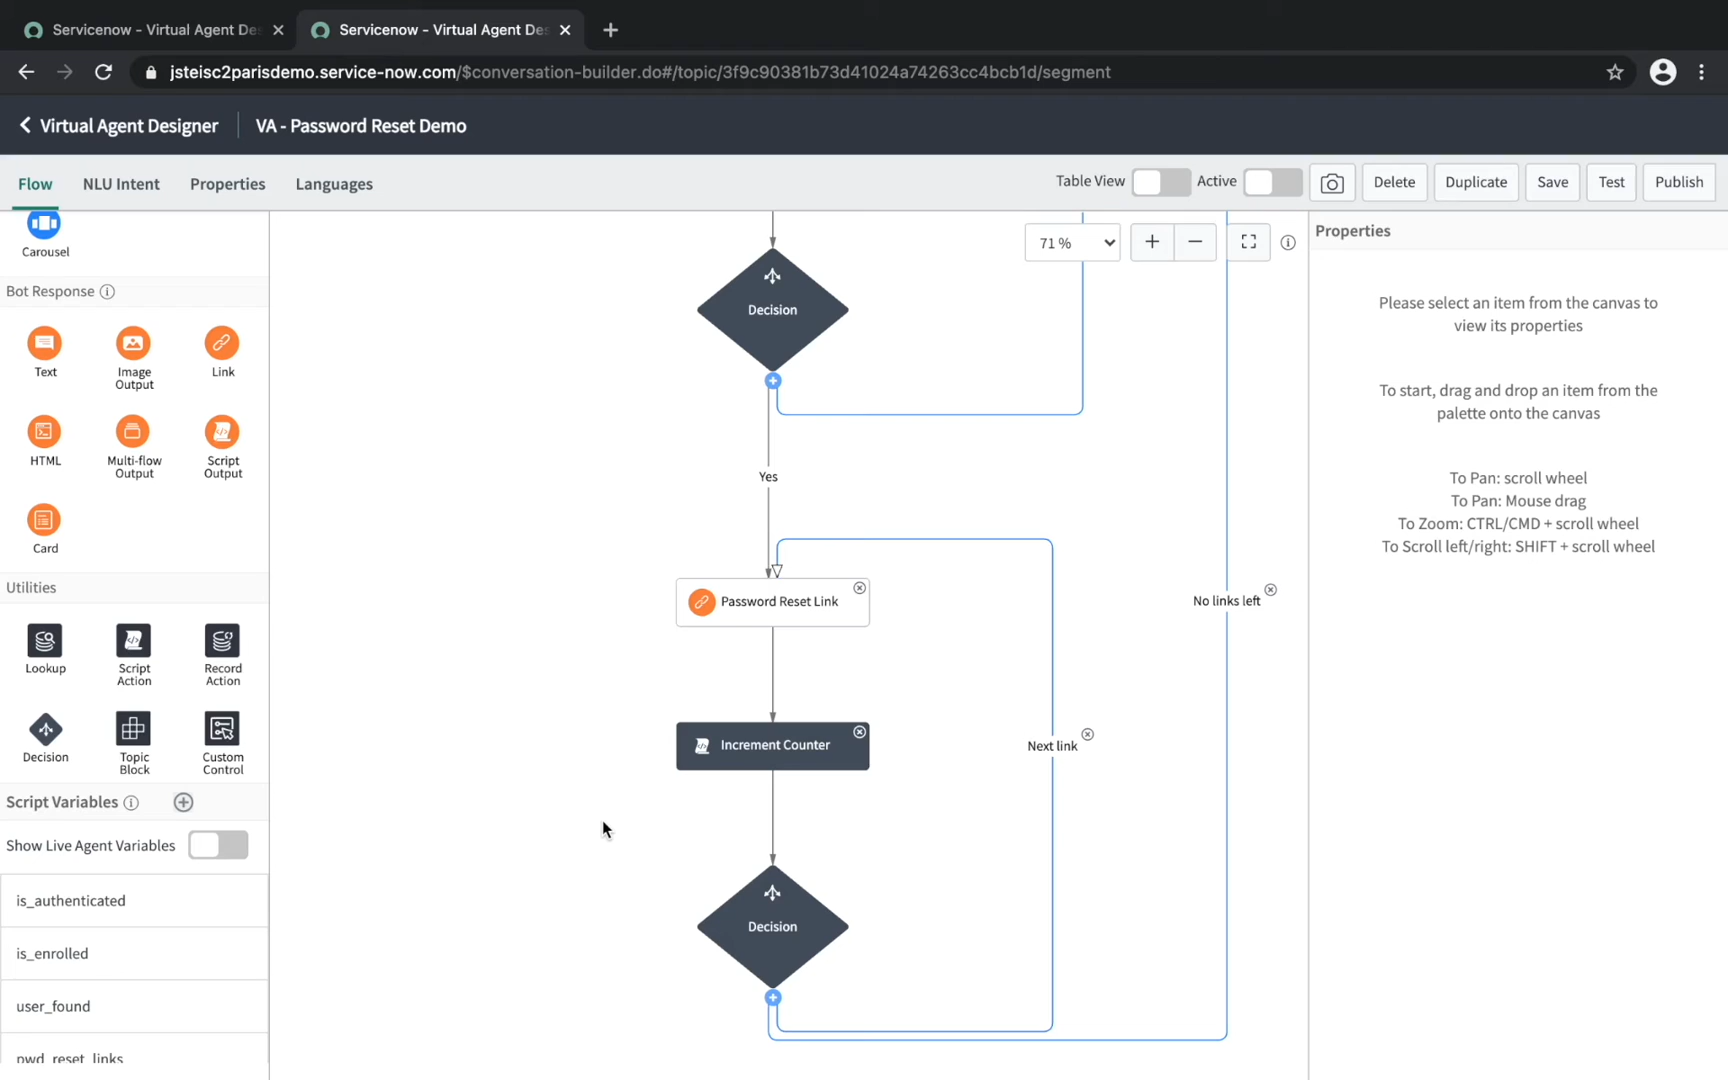 Servicenow - Virtual Agent De
Servicenow - Virtual Agent Des
jsteisc2parisdemo.service-now.com/$conversation-builder.do#/topic/3f9c90381b73d41024a74263cc4bcb1d/segment
Virtual Agent Designer
VA - Password Reset Demo
Flow
NLU Intent
Properties
Languages
Table View
Active
Delete
Duplicate
Save
Test
Publish
Carousel
Bot Response
Text
Image
Output
Link
HTML
Multi-flow
Output
Script
Output
Card
Utilities
Lookup
Script
Action
Record
Action
Decision
Topic
Block
Custom
Control
Script Variables
Show Live Agent Variables
is_authenticated
is_enrolled
user_found
pwd_reset_links
71 %
Decision
Yes
Password Reset Link
No links left
Increment Counter
Next link
Decision
Properties
Please select an item from the canvas to
view its properties
To start, drag and drop an item from the
palette onto the canvas
To Pan: scroll wheel
To Pan: Mouse drag
To Zoom: CTRL/CMD + scroll wheel
To Scroll left/right: SHIFT + scroll wheel